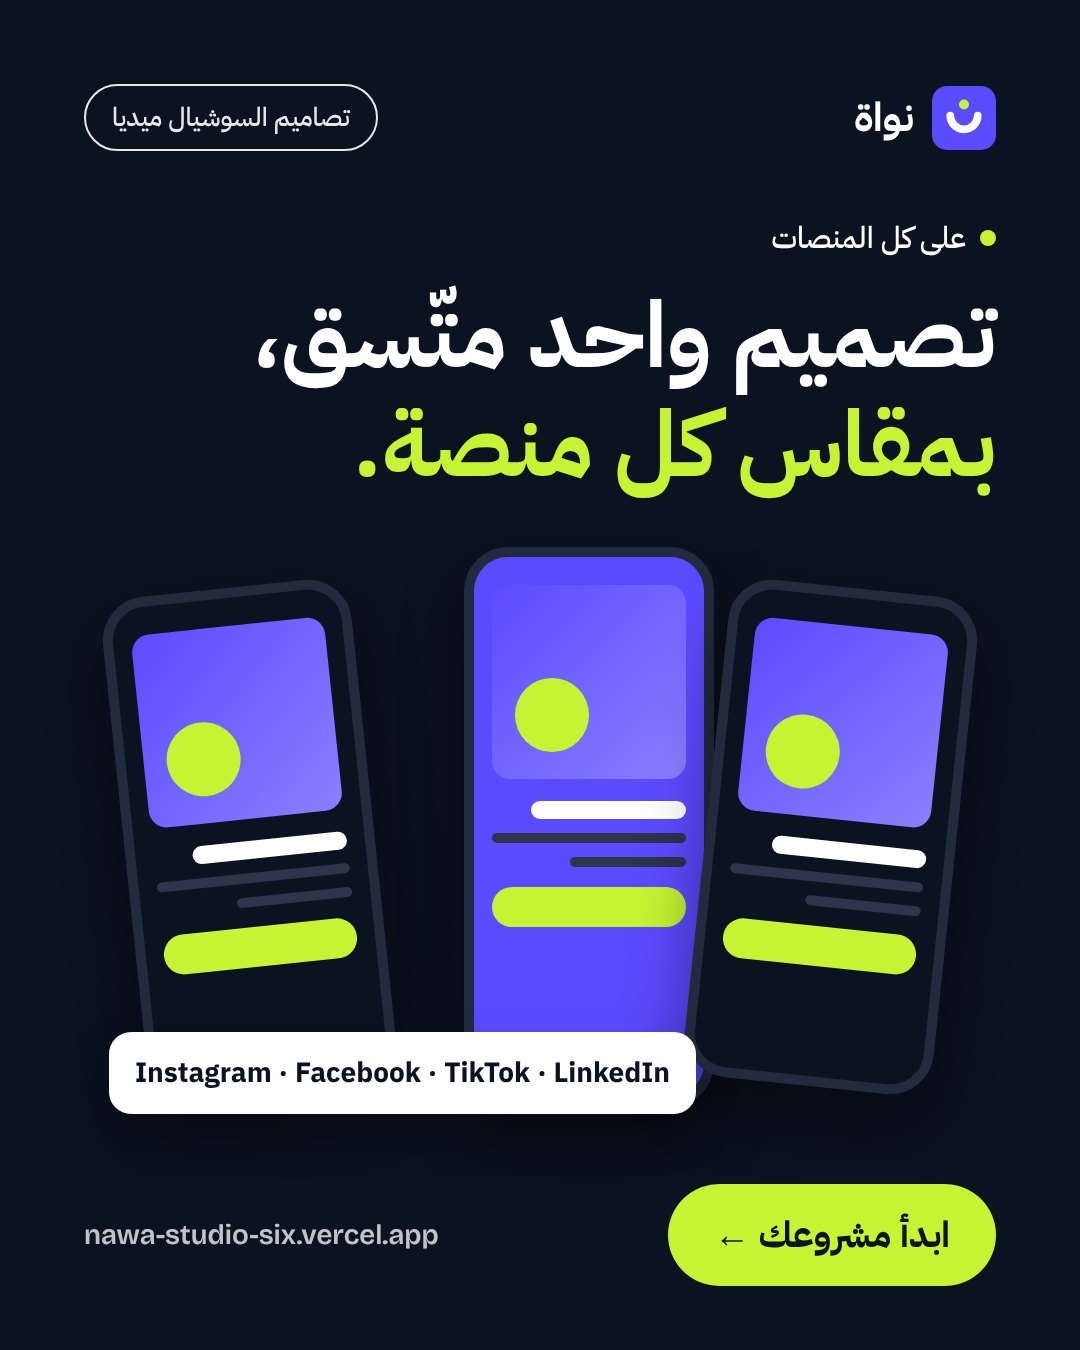 نواة
تصاميم السوشيال ميديا
على كل المنصات
تصميم واحد متّسق،
بمقاس كل منصة.
Instagram · Facebook · TikTok · LinkedIn
ابدأ مشروعك ←
nawa-studio-six.vercel.app